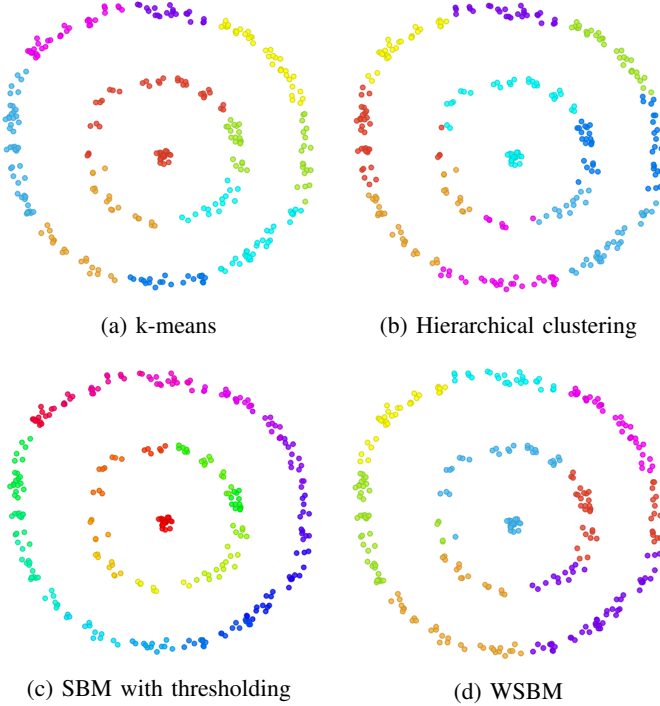 (a) k-means
(b) Hierarchical clustering
(c) SBM with thresholding
(d) WSBM